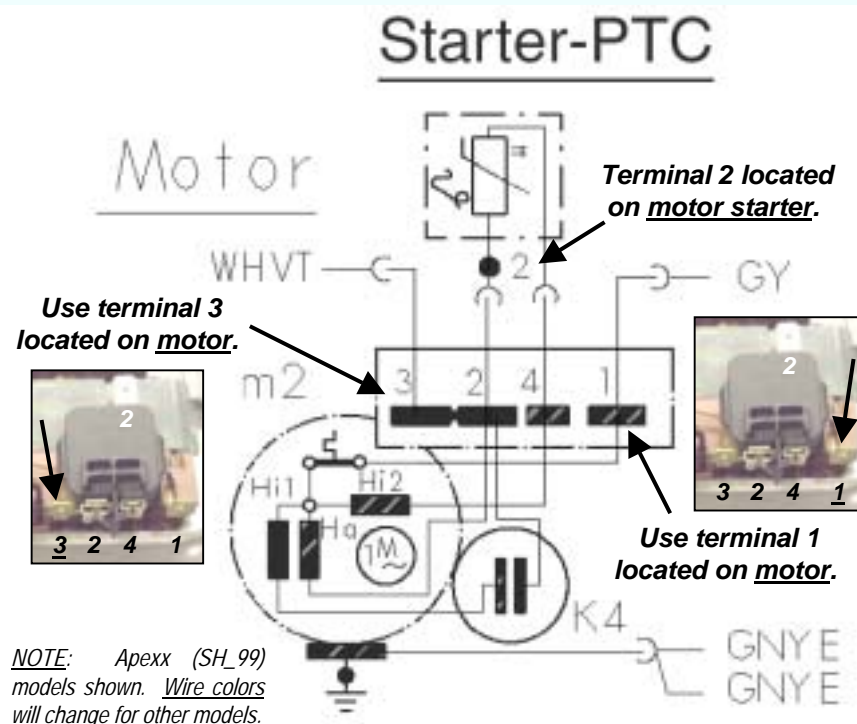 Starter-PTC
Motor
Terminal 2 located
on motor starter.
WHVT
2
GY
Use terminal 3
located on motor.
m2
3 2 4 1
2
3 2 4 1
2
3 2 4 1
Hi1
Hi2
Ha
1M
~
Use terminal 1
located on motor.
K4
GNYE
GNYE
NOTE: Apexx (SH_99)
models shown. Wire colors
will change for other models.